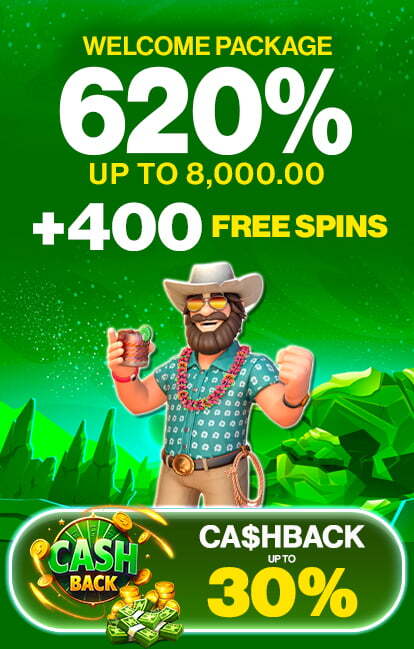 WELCOME PACKAGE
620%
UP TO 8,000.00
+400 FREE SPINS
CASH
BACK
CA$HBACK
UP TO
30%